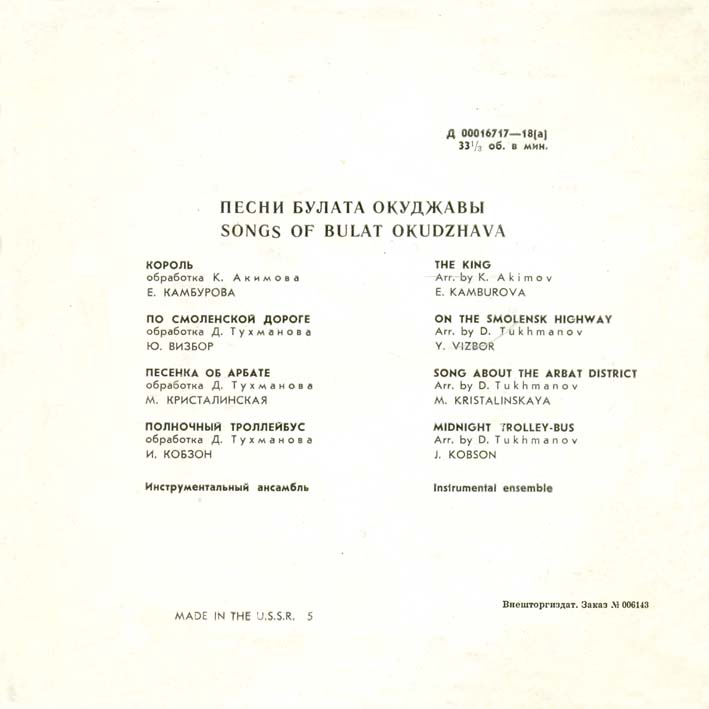 Д 00016717—18(a)
33 1/3 об. в мин.
ПЕСНИ БУЛАТА ОКУДЖАВЫ
SONGS OF BULAT OKUDZHAVA
КОРОЛЬ
обработка К. Акимова
Е. КАМБУРОВА
ПО СМОЛЕНСКОЙ ДОРОГЕ
обработка Д. Тухманова
Ю. ВИЗБОР
ПЕСЕНКА ОБ АРБАТЕ
обработка Д. Тухманова
М. КРИСТАЛИНСКАЯ
ПОЛНОЧНЫЙ ТРОЛЛЕЙБУС
обработка Д. Тухманова
И. КОБЗОН
Инструментальный ансамбль
THE KING
Arr. by K. Akimov
E. KAMBUROVA
ON THE SMOLENSK HIGHWAY
Arr. by D. Tukhmanov
Y. VIZBOR
SONG ABOUT THE ARBAT DISTRICT
Arr. by D. Tukhmanov
M. KRISTALINSKAYA
MIDNIGHT TROLLEY-BUS
Arr. by D. Tukhmanov
J. KOBSON
Instrumental ensemble
MADE IN THE U.S.S.R. 5
Внешторгиздат. Заказ № 006143